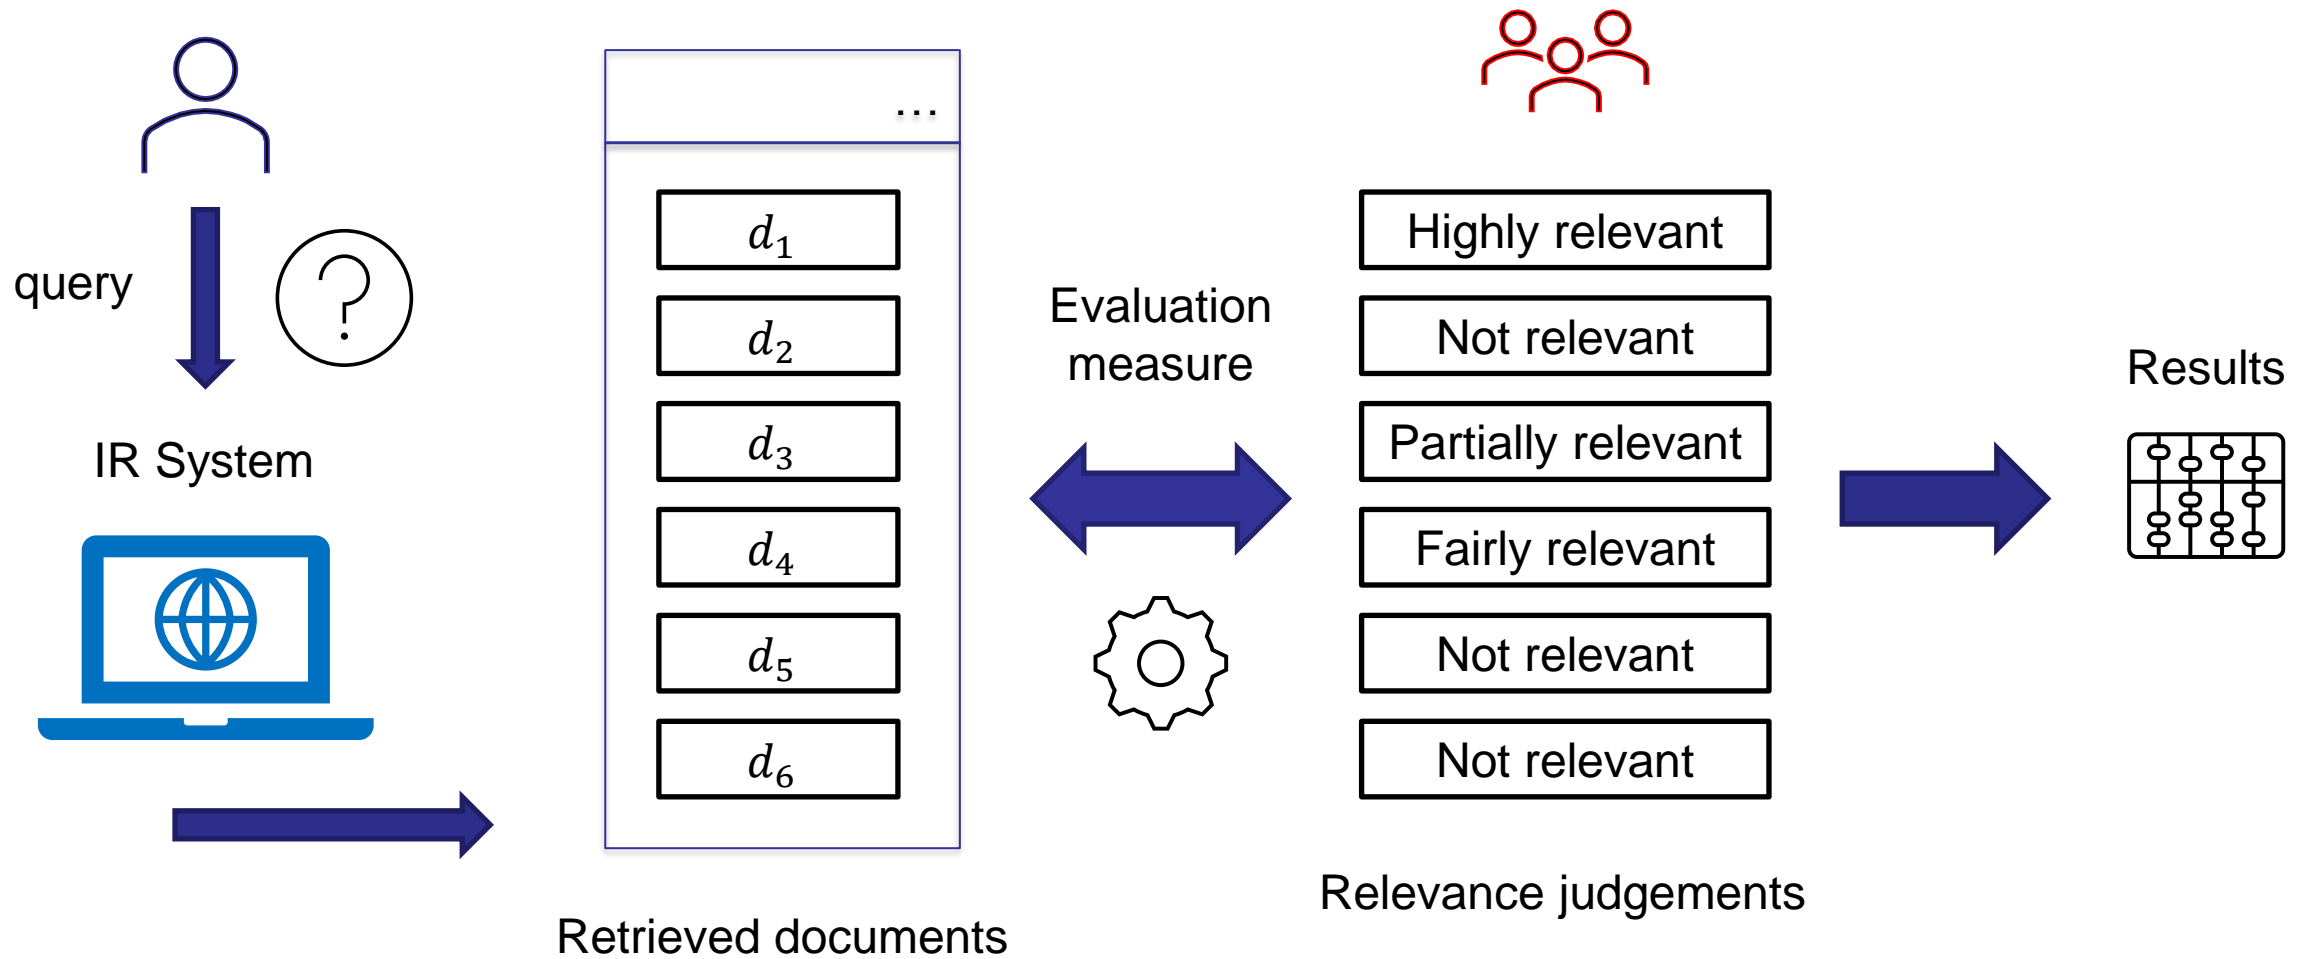 query
?
IR System
...
d₁
d₂
d₃
d₄
d₅
d₆
Retrieved documents
Evaluation
measure
Highly relevant
Not relevant
Partially relevant
Fairly relevant
Not relevant
Not relevant
Relevance judgements
Results